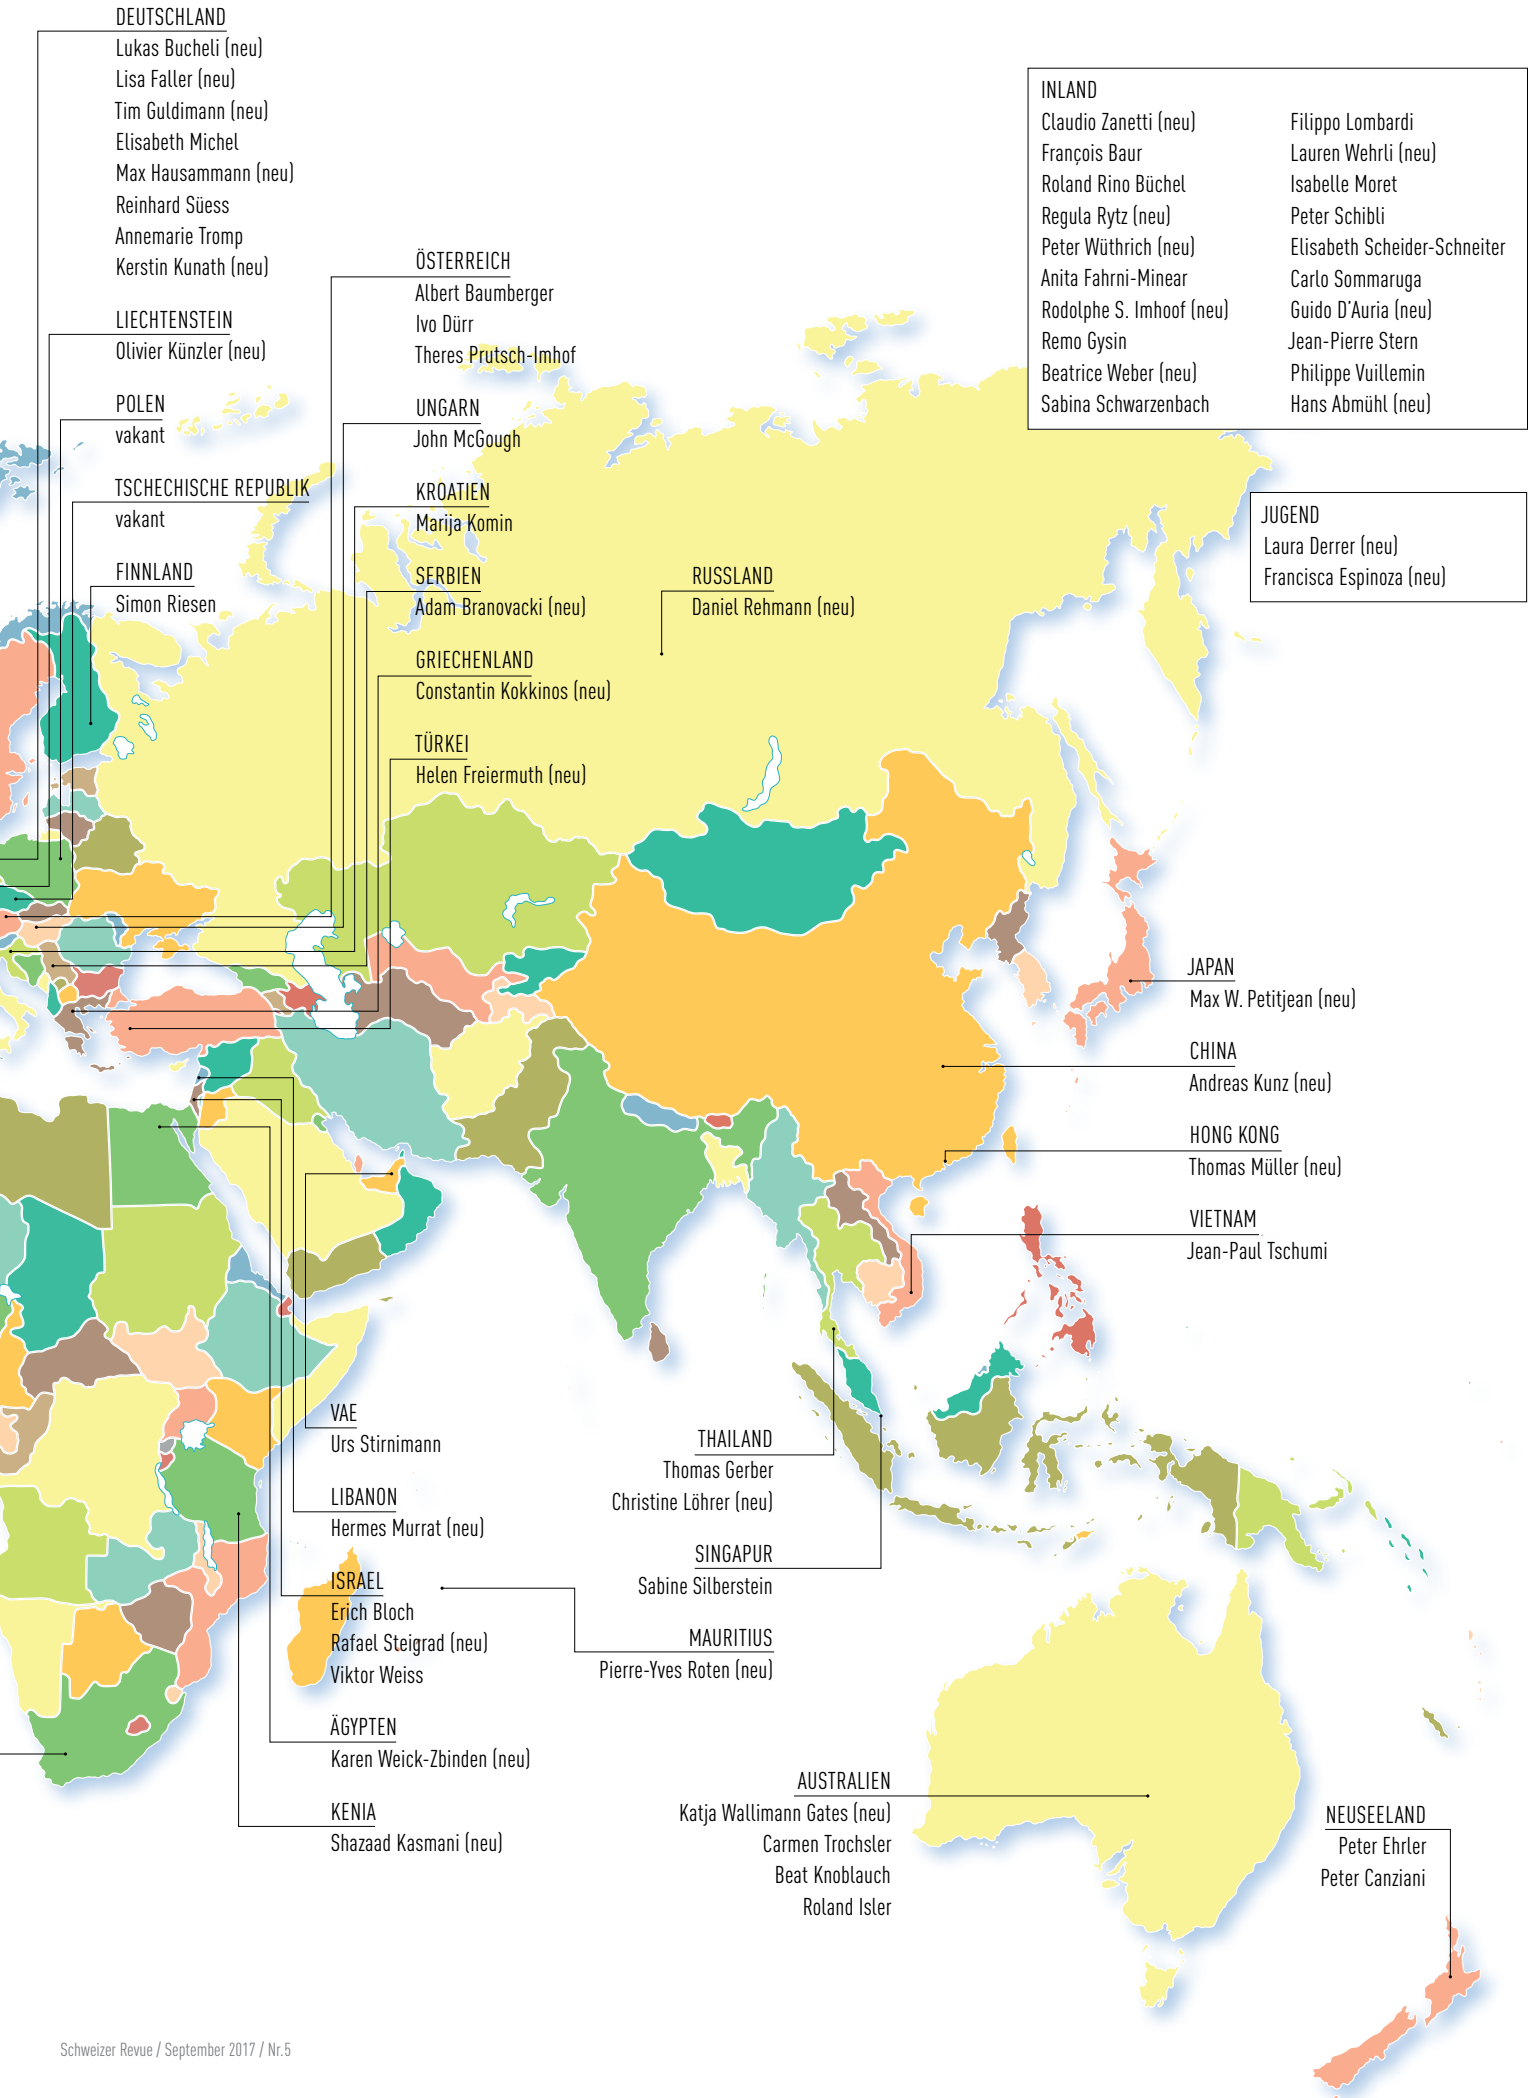 DEUTSCHLAND
Lukas Bucheli (neu)
Lisa Faller (neu)
Tim Guldimann (neu)
Elisabeth Michel
Max Hausammann (neu)
Reinhard Süess
Annemarie Tromp
Kerstin Kunath (neu)
LIECHTENSTEIN
Olivier Künzler (neu)
POLEN
vakant
TSCHECHISCHE REPUBLIK
vakant
FINNLAND
Simon Riesen
ÖSTERREICH
Albert Baumberger
Ivo Dürr
Theres Prutsch-Imhof
UNGARN
John McGough
KROATIEN
Marija Komin
SERBIEN
Adam Branovacki (neu)
GRIECHENLAND
Constantin Kokkinos (neu)
TÜRKEI
Helen Freiermuth (neu)
RUSSLAND
Daniel Rehmann (neu)
INLAND
Claudio Zanetti (neu)
François Baur
Roland Rino Büchel
Regula Rytz (neu)
Peter Wüthrich (neu)
Anita Fahrni-Minear
Rodolphe S. Imhoof (neu)
Remo Gysin
Beatrice Weber (neu)
Sabina Schwarzenbach
Filippo Lombardi
Lauren Wehrli (neu)
Isabelle Moret
Peter Schibli
Elisabeth Scheider-Schneiter
Carlo Sommaruga
Guido D'Auria (neu)
Jean-Pierre Stern
Philippe Vuillemin
Hans Abmühl (neu)
JUGEND
Laura Derrer (neu)
Francisca Espinoza (neu)
JAPAN
Max W. Petitjean (neu)
CHINA
Andreas Kunz (neu)
HONG KONG
Thomas Müller (neu)
VIETNAM
Jean-Paul Tschumi
VAE
Urs Stirnimann
LIBANON
Hermes Murrat (neu)
ISRAEL
Erich Bloch
Rafael Steigrad (neu)
Viktor Weiss
ÄGYPTEN
Karen Weick-Zbinden (neu)
KENIA
Shazaad Kasmani (neu)
THAILAND
Thomas Gerber
Christine Löhrer (neu)
SINGAPUR
Sabine Silberstein
MAURITIUS
Pierre-Yves Roten (neu)
AUSTRALIEN
Katja Wallimann Gates (neu)
Carmen Trochsler
Beat Knoblauch
Roland Isler
NEUSEELAND
Peter Ehrler
Peter Canziani
Schweizer Revue / September 2017 / Nr.5